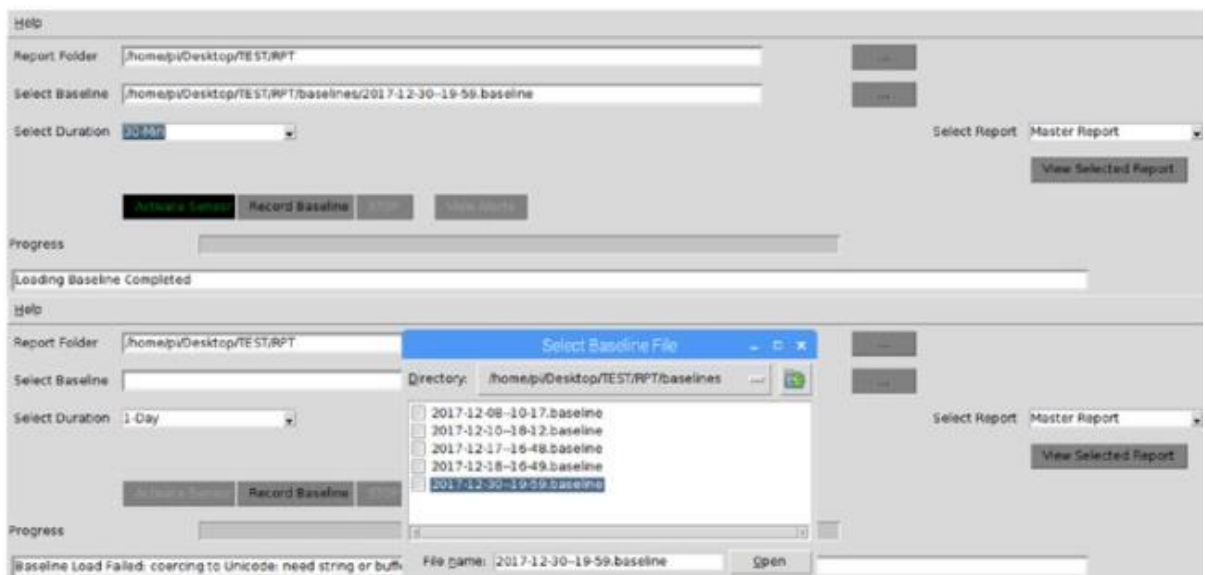 Help
Report Folder /home/pi/Desktop/TEST/RPT ...
Select Baseline /home/pi/Desktop/TEST/RPT/baselines/2017-12-30--19-59.baseline ...
Select Duration 30-Min Select Report Master Report
View Selected Report
Activate Sensor Record Baseline STOP View Alerts
Progress
Loading Baseline Completed
Help
Report Folder /home/pi/Desktop/TEST/RPT ...
Select Baseline ...
Select Duration 1-Day Select Report Master Report
View Selected Report
Activate Sensor Record Baseline STOP
Progress
Baseline Load Failed: coercing to Unicode: need string or buff
Select Baseline File
Directory: /home/pi/Desktop/TEST/RPT/baselines
2017-12-08--10-17.baseline
2017-12-10--18-12.baseline
2017-12-17--16-48.baseline
2017-12-18--16-49.baseline
2017-12-30--19-59.baseline
File name: 2017-12-30--19-59.baseline Open